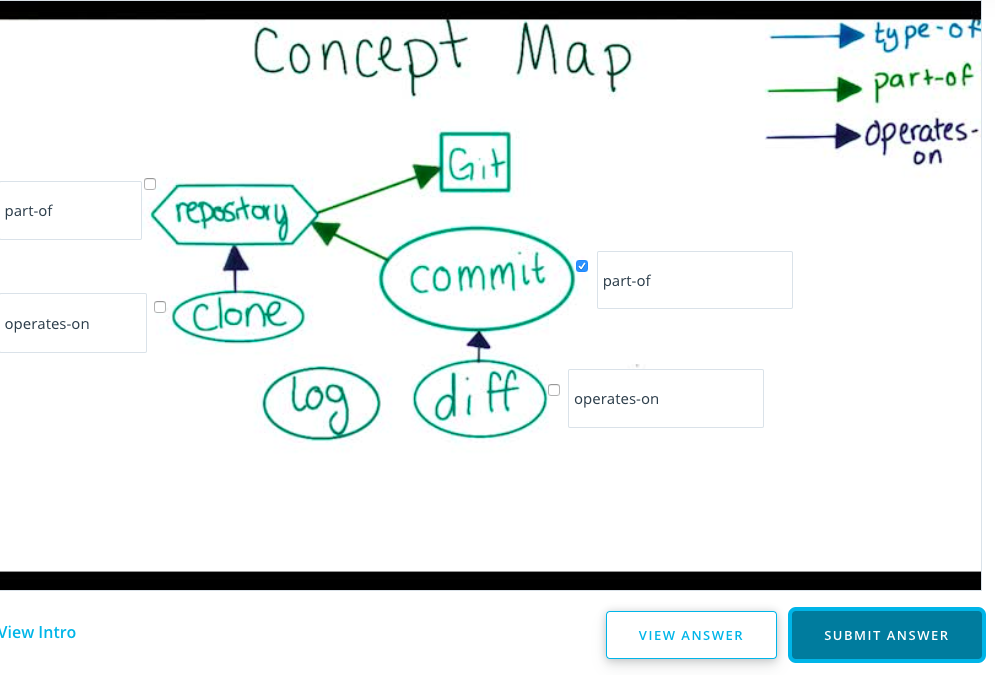 Concept Map
type-of
part-of
operates-
on
Git
part-of
repository
commit
part-of
operates-on
clone
log
diff
operates-on
View Intro
VIEW ANSWER
SUBMIT ANSWER